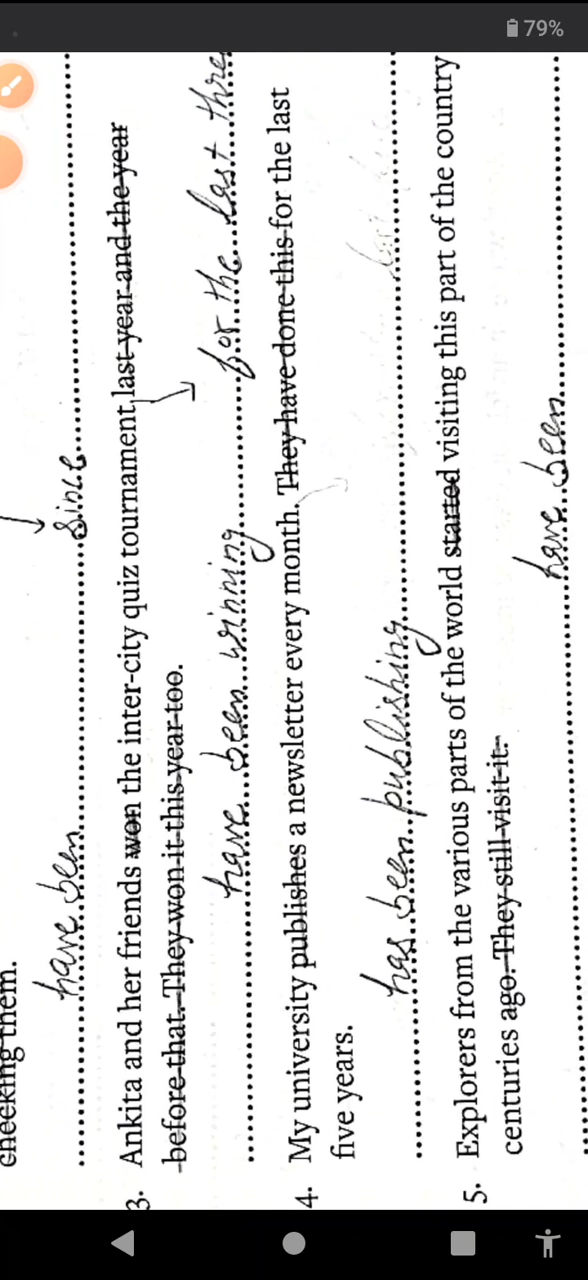 79%
checking them.
have been since
3. Ankita and her friends won the inter-city quiz tournament last year and the year
before that. They won it this year too.
have been winning for the last thre
4. My university publishes a newsletter every month. They have done this for the last
five years.
has been publishing
5. Explorers from the various parts of the world started visiting this part of the country
centuries ago. They still visit it.
have been